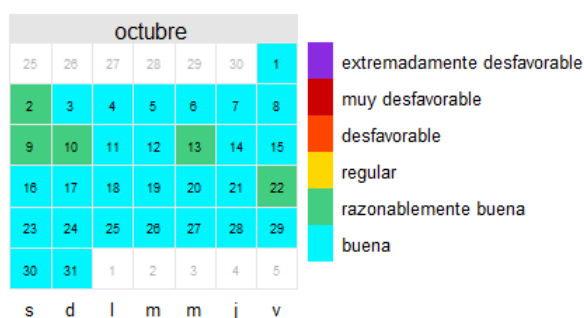 octubre
25 26 27 28 29 30 1
2 3 4 5 6 7 8
9 10 11 12 13 14 15
16 17 18 19 20 21 22
23 24 25 26 27 28 29
30 31 1 2 3 4 5
s d l m m j v
extremadamente desfavorable
muy desfavorable
desfavorable
regular
razonablemente buena
buena